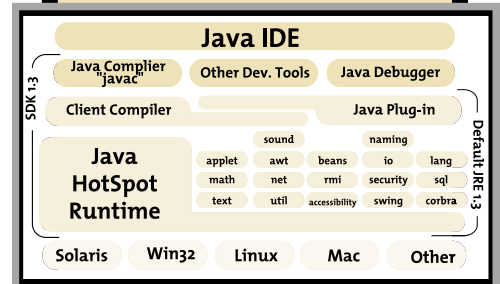 Java IDE
Java Complier
"javac"
Other Dev. Tools
Java Debugger
SDK 1.3
Client Compiler
Java Plug-in
Default JRE 1.3
Java
HotSpot
Runtime
sound
naming
applet
awt
beans
io
lang
math
net
rmi
security
sql
text
util
accessibility
swing
corbra
Solaris
Win32
Linux
Mac
Other